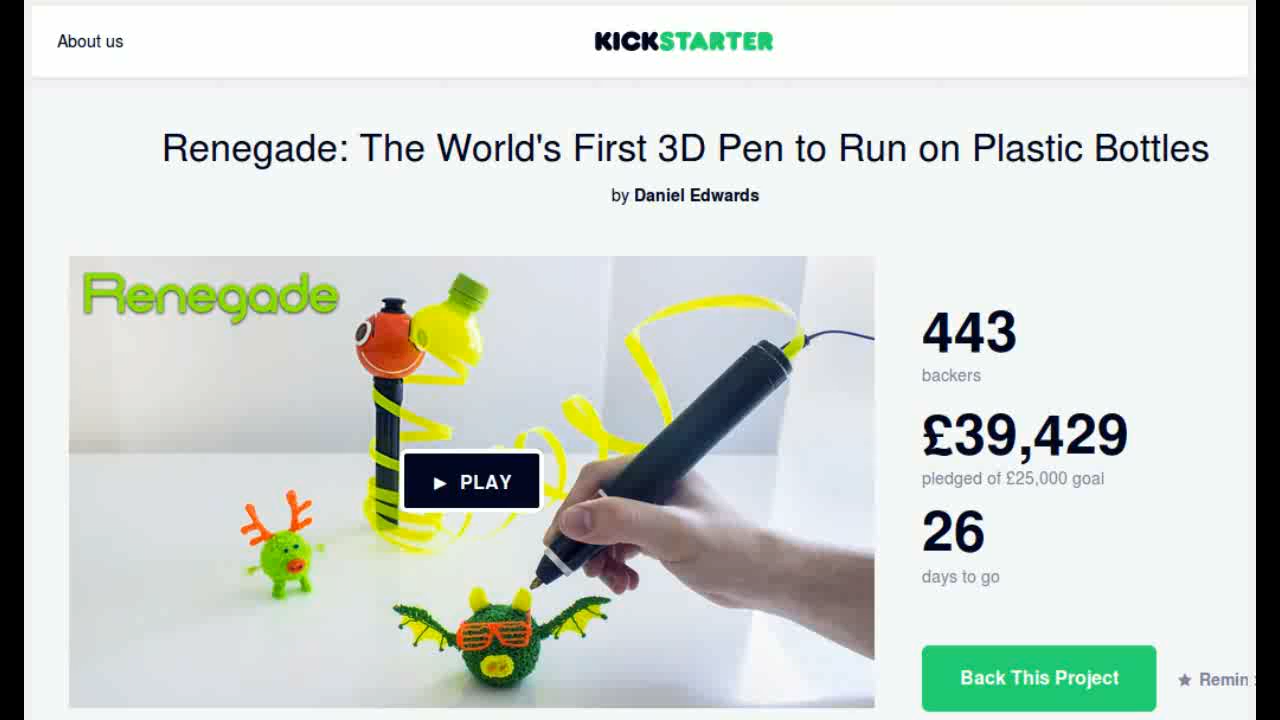 About us
KICKSTARTER
Renegade: The World's First 3D Pen to Run on Plastic Bottles
by Daniel Edwards
Renegade
▶ PLAY
443
backers
£39,429
pledged of £25,000 goal
26
days to go
Back This Project
★ Remin